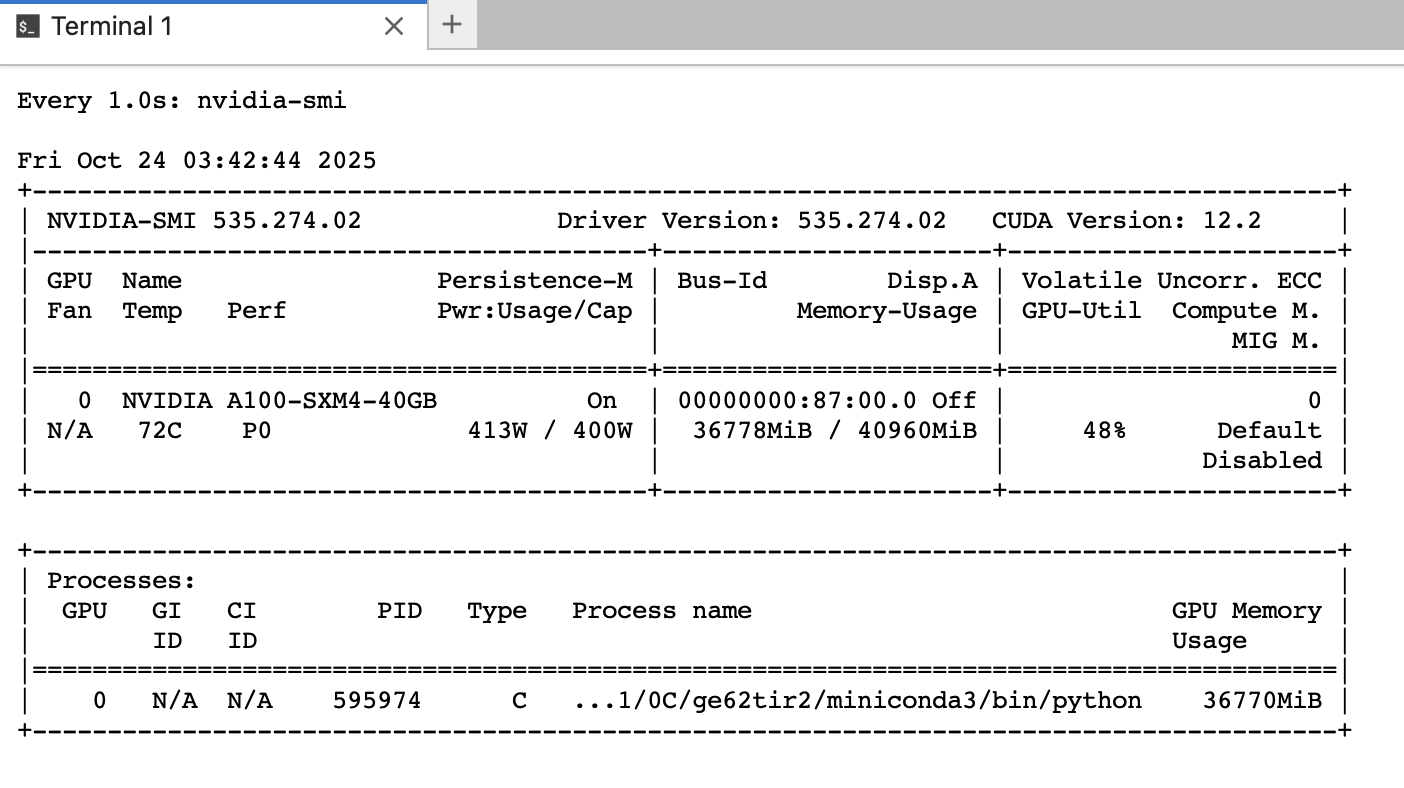 $_ Terminal 1 × +
Every 1.0s: nvidia-smi
Fri Oct 24 03:42:44 2025
+---------------------------------------------------------------------------------------+
| NVIDIA-SMI 535.274.02             Driver Version: 535.274.02   CUDA Version: 12.2     |
|-----------------------------------------+----------------------+----------------------+
| GPU  Name                 Persistence-M | Bus-Id        Disp.A | Volatile Uncorr. ECC |
| Fan  Temp   Perf          Pwr:Usage/Cap |         Memory-Usage | GPU-Util  Compute M. |
|                                         |                      |               MIG M. |
|=========================================+======================+======================|
|   0  NVIDIA A100-SXM4-40GB          On  | 00000000:87:00.0 Off |                    0 |
| N/A   72C    P0             413W / 400W |  36778MiB / 40960MiB |     48%      Default |
|                                         |                      |             Disabled |
+-----------------------------------------+----------------------+----------------------+
+---------------------------------------------------------------------------------------+
| Processes:                                                                            |
|  GPU   GI   CI        PID   Type   Process name                            GPU Memory |
|        ID   ID                                                             Usage      |
|=======================================================================================|
|    0   N/A  N/A    595974      C   ...1/0C/ge62tir2/miniconda3/bin/python    36770MiB |
+---------------------------------------------------------------------------------------+